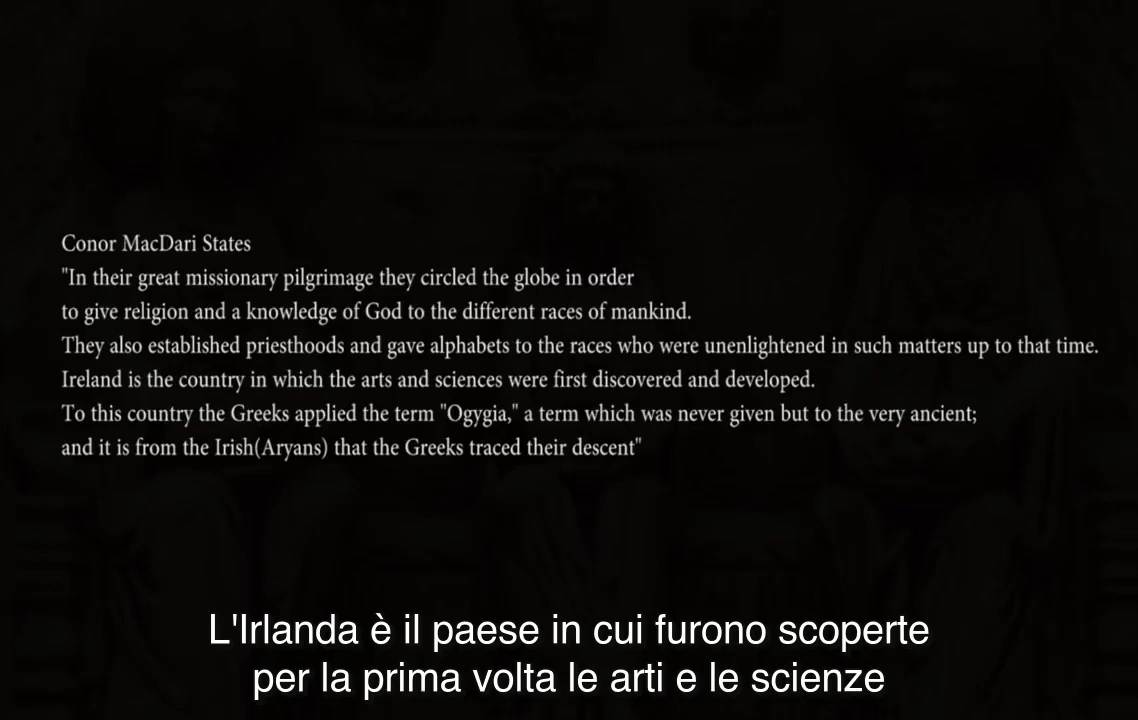 Conor MacDari States
"In their great missionary pilgrimage they circled the globe in order
to give religion and a knowledge of God to the different races of mankind.
They also established priesthoods and gave alphabets to the races who were unenlightened in such matters up to that time.
Ireland is the country in which the arts and sciences were first discovered and developed.
To this country the Greeks applied the term "Ogygia," a term which was never given but to the very ancient;
and it is from the Irish(Aryans) that the Greeks traced their descent"
L'Irlanda è il paese in cui furono scoperte
per la prima volta le arti e le scienze